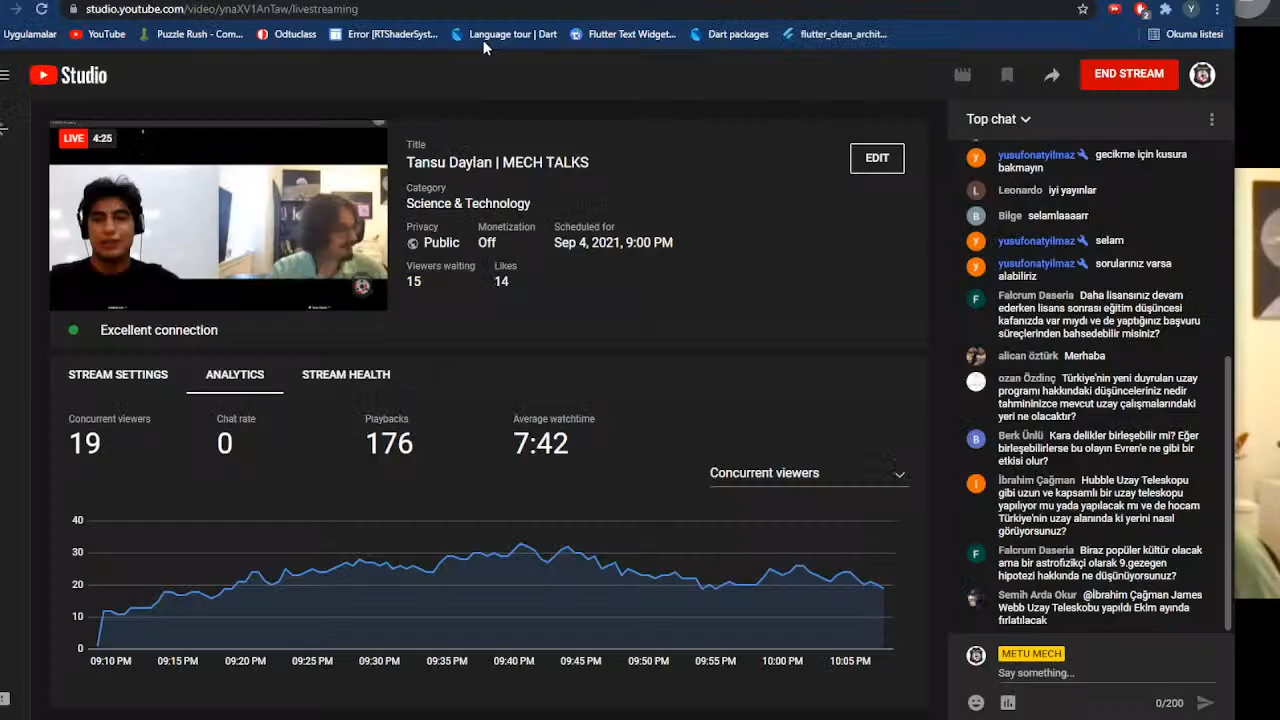 studio.youtube.com/video/ynaXV1AnTaw/livestreaming
2
Y
Uygulamalar
YouTube
Puzzle Rush - Com...
Odtuclass
Error [RTShaderSyst...
Language tour | Dart
Flutter Text Widget...
Dart packages
flutter_clean_archit...
Okuma listesi
Studio
END STREAM
LIVE 4:25
Title
Tansu Daylan | MECH TALKS
EDIT
Category
Science & Technology
Privacy
Monetization
Scheduled for
Public
Off
Sep 4, 2021, 9:00 PM
Viewers waiting
Likes
15
14
Excellent connection
STREAM SETTINGS
ANALYTICS
STREAM HEALTH
Concurrent viewers
Chat rate
Playbacks
Average watchtime
19
0
176
7:42
Concurrent viewers
40
30
20
10
0
09:10 PM
09:15 PM
09:20 PM
09:25 PM
09:30 PM
09:35 PM
09:40 PM
09:45 PM
09:50 PM
09:55 PM
10:00 PM
10:05 PM
Top chat
y
yusufonatyilmaz gecikme için kusura
bakmayın
L
Leonardo iyi yayınlar
B
Bilge selamlaaaarr
y
yusufonatyilmaz selam
y
yusufonatyilmaz sorularınız varsa
alabiliriz
F
Falcrum Daseria Daha lisansınız devam
ederken lisans sonrası eğitim düşüncesi
kafanızda var mıydı ve de yaptığınız başvuru
süreçlerinden bahsedebilir misiniz?
alican öztürk Merhaba
ozan Özdinç Türkiye'nin yeni duyrulan uzay
programı hakkındaki düşünceleriniz nedir
tahmininizce mevcut uzay çalışmalarındaki
yeri ne olacaktır?
B
Berk Ünlü Kara delikler birleşebilir mi? Eğer
birleşebilirlerse bu olayın Evren'e ne gibi bir
etkisi olur?
İ
İbrahim Çağman Hubble Uzay Teleskopu
gibi uzun ve kapsamlı bir uzay teleskopu
yapılıyor mu yada yapılacak mı ve de hocam
Türkiye'nin uzay alanında ki yerini nasıl
görüyorsunuz?
F
Falcrum Daseria Biraz popüler kültür olacak
ama bir astrofizikçi olarak 9.gezegen
hipotezi hakkında ne düşünüyorsunuz?
Semih Arda Okur @İbrahim Çağman James
Webb Uzay Teleskobu yapıldı Ekim ayında
fırlatılacak
METU MECH
Say something...
0/200